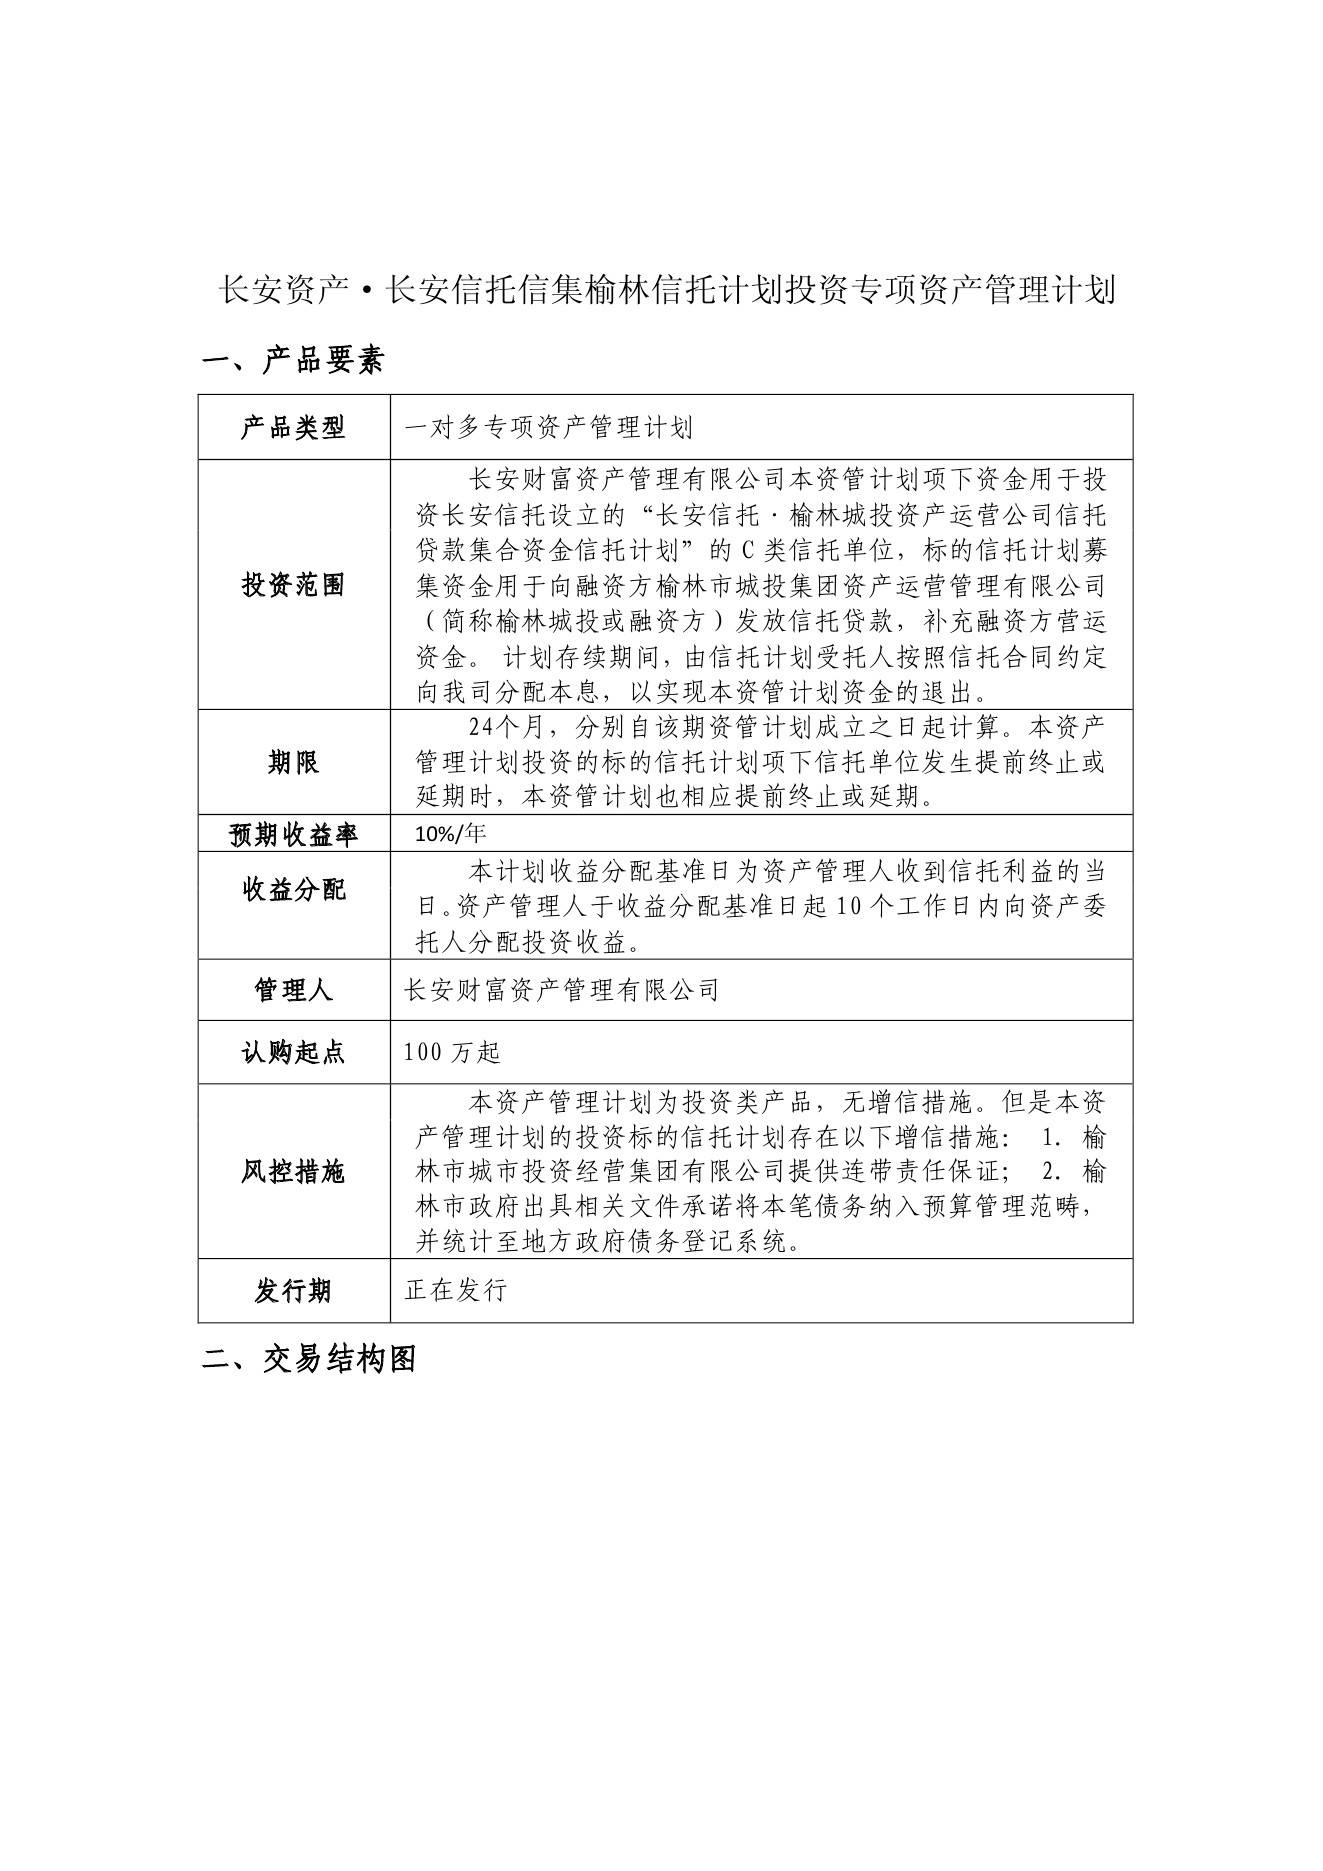 长安资产·长安信托信集榆林信托计划投资专项资产管理计划
一、产品要素
产品类型
一对多专项资产管理计划
投资范围
长安财富资产管理有限公司本资管计划项下资金用于投
资长安信托设立的“长安信托·榆林城投资产运营公司信托
贷款集合资金信托计划”的 C 类信托单位，标的信托计划募
集资金用于向融资方榆林市城投集团资产运营管理有限公司
（简称榆林城投或融资方）发放信托贷款，补充融资方营运
资金。 计划存续期间，由信托计划受托人按照信托合同约定
向我司分配本息，以实现本资管计划资金的退出。
期限
24个月，分别自该期资管计划成立之日起计算。本资产
管理计划投资的标的信托计划项下信托单位发生提前终止或
延期时，本资管计划也相应提前终止或延期。
预期收益率
10%/年
收益分配
本计划收益分配基准日为资产管理人收到信托利益的当
日。资产管理人于收益分配基准日起 10 个工作日内向资产委
托人分配投资收益。
管理人
长安财富资产管理有限公司
认购起点
100 万起
风控措施
本资产管理计划为投资类产品，无增信措施。但是本资
产管理计划的投资标的信托计划存在以下增信措施： 1. 榆
林市城市投资经营集团有限公司提供连带责任保证； 2. 榆
林市政府出具相关文件承诺将本笔债务纳入预算管理范畴，
并统计至地方政府债务登记系统。
发行期
正在发行
二、交易结构图